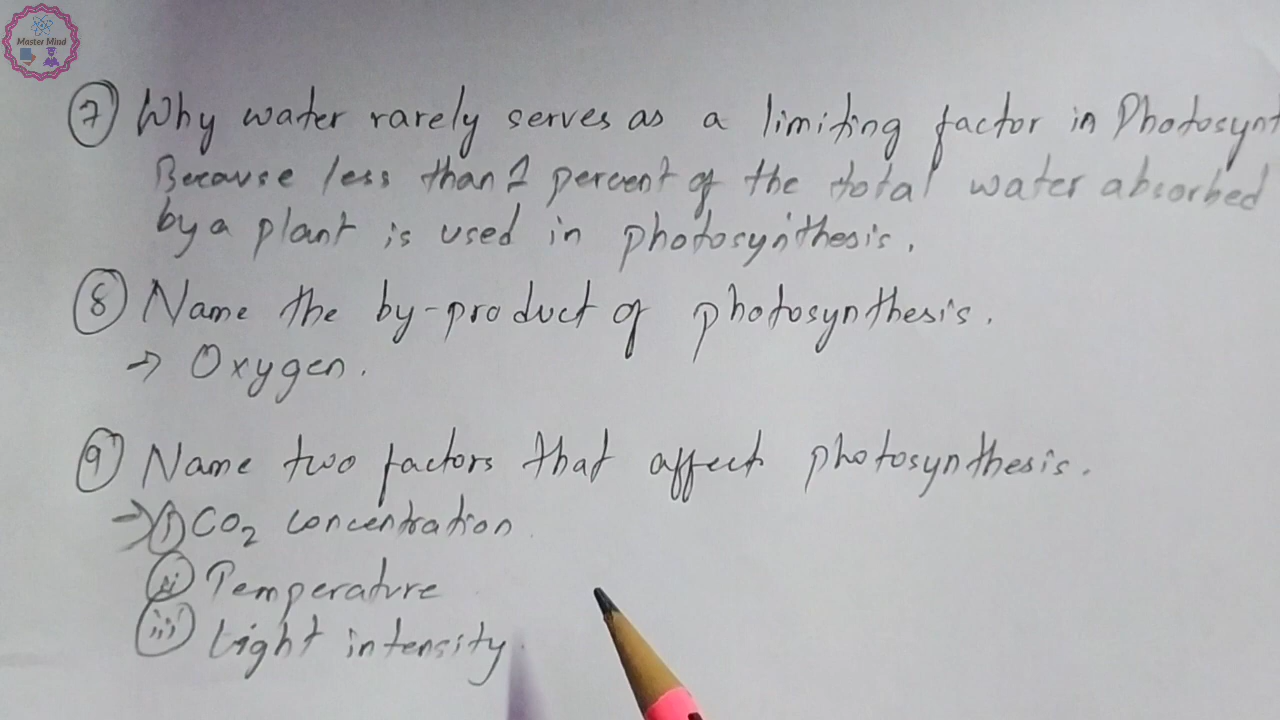 Master Mind
7 Why water rarely serves as a limiting factor in Photosynt
Because less than 1 percent of the total water absorbed
by a plant is used in photosynthesis.
8 Name the by-product of photosynthesis.
→ Oxygen.
9 Name two factors that affect photosynthesis.
→ i) CO₂ concentration
ii Temperature
iii) Light intensity.